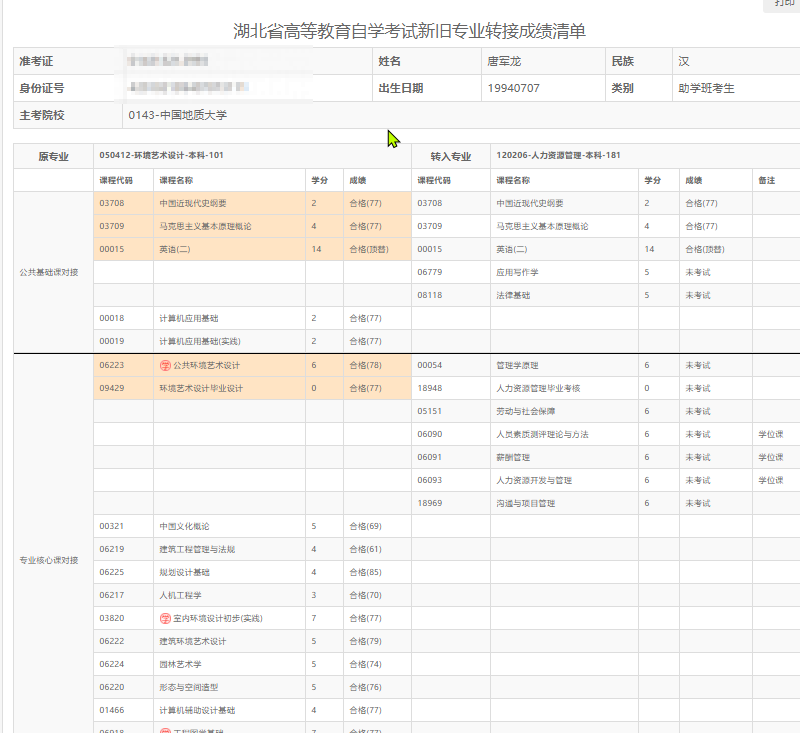 打印
湖北省高等教育自学考试新旧专业转接成绩清单
准考证 姓名 唐军龙 民族 汉
身份证号 出生日期 19940707 类别 助学班考生
主考院校 0143-中国地质大学
原专业 050412-环境艺术设计-本科-101 转入专业 120206-人力资源管理-本科-181
课程代码 课程名称 学分 成绩 课程代码 课程名称 学分 成绩 备注
03708 中国近现代史纲要 2 合格(77) 03708 中国近现代史纲要 2 合格(77)
03709 马克思主义基本原理概论 4 合格(77) 03709 马克思主义基本原理概论 4 合格(77)
00015 英语(二) 14 合格(顶替) 00015 英语(二) 14 合格(顶替)
公共基础课对接 06779 应用写作学 5 未考试
08118 法律基础 5 未考试
00018 计算机应用基础 2 合格(77)
00019 计算机应用基础(实践) 2 合格(77)
06223 学 公共环境艺术设计 6 合格(78) 00054 管理学原理 6 未考试
09429 环境艺术设计毕业设计 0 合格(77) 18948 人力资源管理毕业考核 0 未考试
05151 劳动与社会保障 6 未考试
06090 人员素质测评理论与方法 6 未考试 学位课
06091 薪酬管理 6 未考试 学位课
06093 人力资源开发与管理 6 未考试 学位课
18969 沟通与项目管理 6 未考试
00321 中国文化概论 5 合格(69)
06219 建筑工程管理与法规 4 合格(61)
专业核心课对接
06225 规划设计基础 4 合格(85)
06217 人机工程学 3 合格(70)
03820 学 室内环境设计初步(实践) 7 合格(77)
06222 建筑环境艺术设计 5 合格(79)
06224 园林艺术学 5 合格(74)
06220 形态与空间造型 5 合格(76)
01466 计算机辅助设计基础 4 合格(77)
06918 学 工程图学基础 7 合格(77)